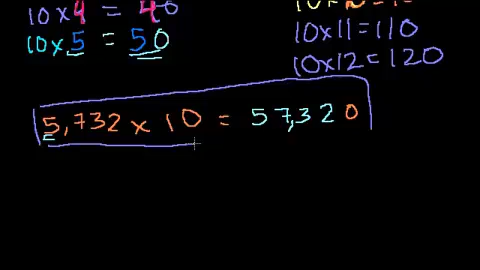 10x4 = 40
10x5 = 50
10x11=110
10x12=120
5,732 x 10 = 57,320